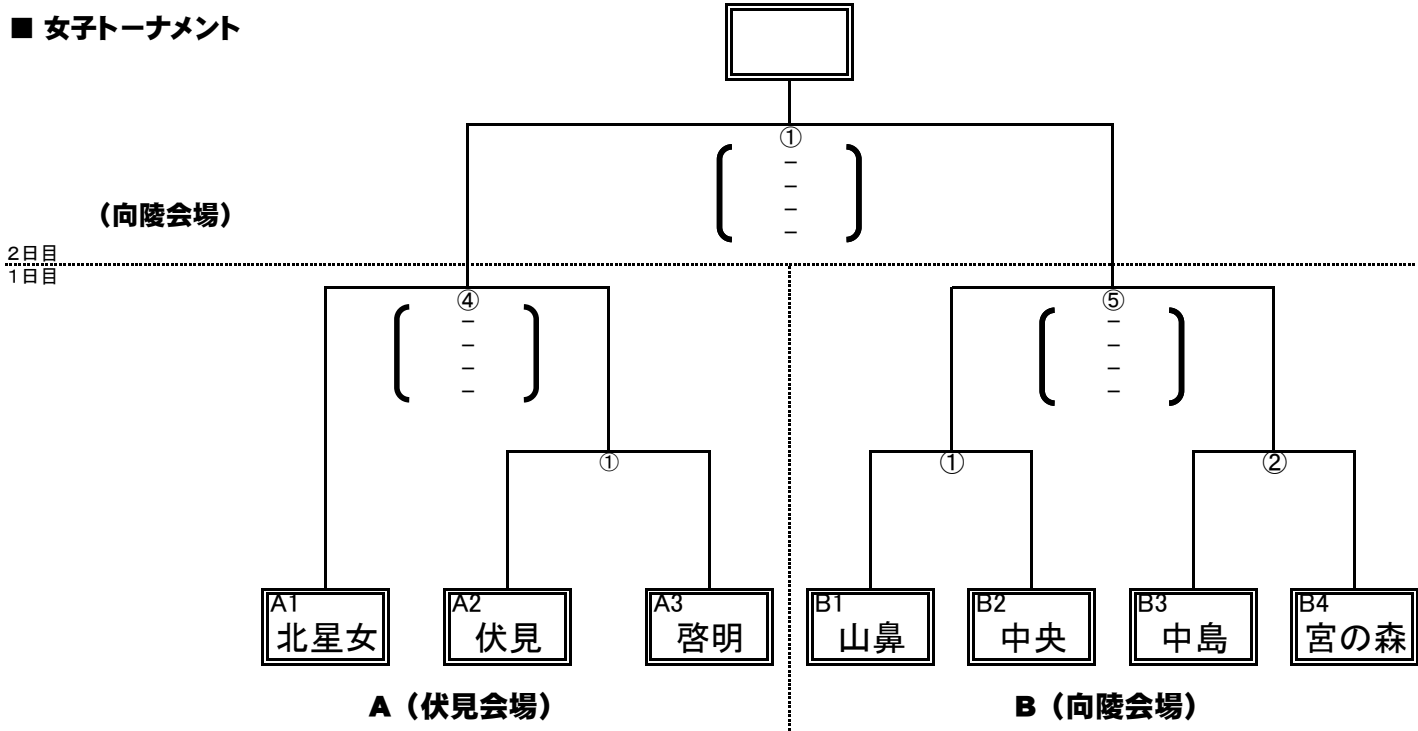 ■ 女子トーナメント
①
－
－
－
－
（向陵会場）
2日目
1日目
④
－
－
－
－
⑤
－
－
－
－
①
①
②
A1
北星女
A2
伏見
A3
啓明
B1
山鼻
B2
中央
B3
中島
B4
宮の森
A（伏見会場）
B（向陵会場）